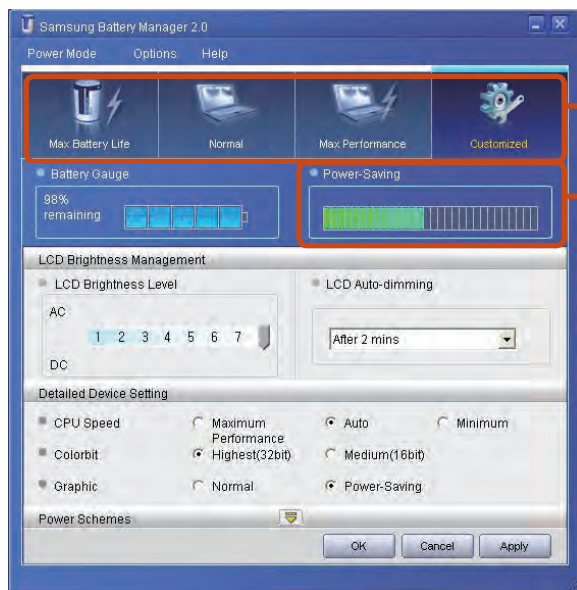 Samsung Battery Manager 2.0
Power Mode Options Help
Max Battery Life Normal Max Performance Customized
Battery Gauge Power-Saving
98%
remaining
LCD Brightness Management
LCD Brightness Level LCD Auto-dimming
AC
1 2 3 4 5 6 7
After 2 mins
DC
Detailed Device Setting
CPU Speed Maximum Performance Auto Minimum
Colorbit Highest(32bit) Medium(16bit)
Graphic Normal Power-Saving
Power Schemes
OK Cancel Apply